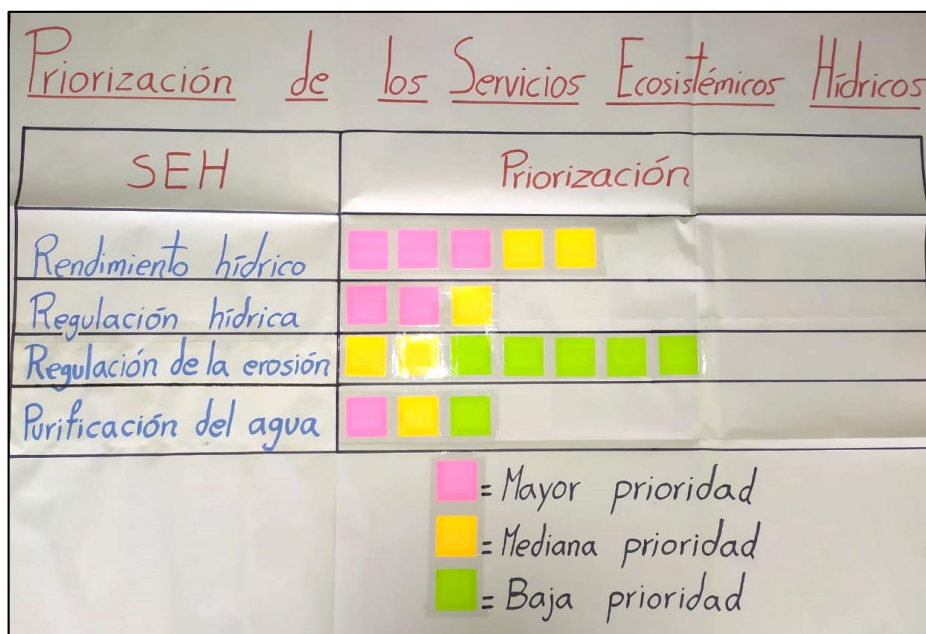 Priorización de los Servicios Ecosistémicos Hídricos
SEH Priorización
Rendimiento hídrico
Regulación hídrica
Regulación de la erosión
Purificación del agua
= Mayor prioridad
= Mediana prioridad
= Baja prioridad